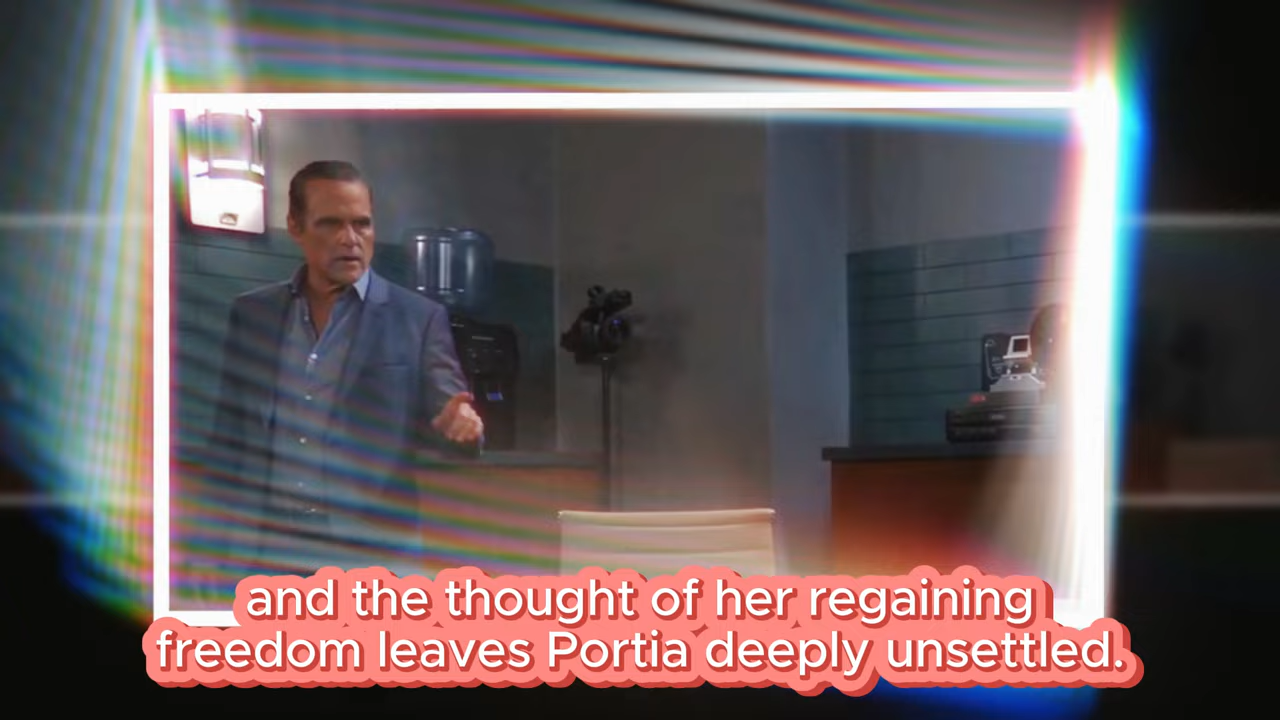 and the thought of her regaining
freedom leaves Portia deeply unsettled.